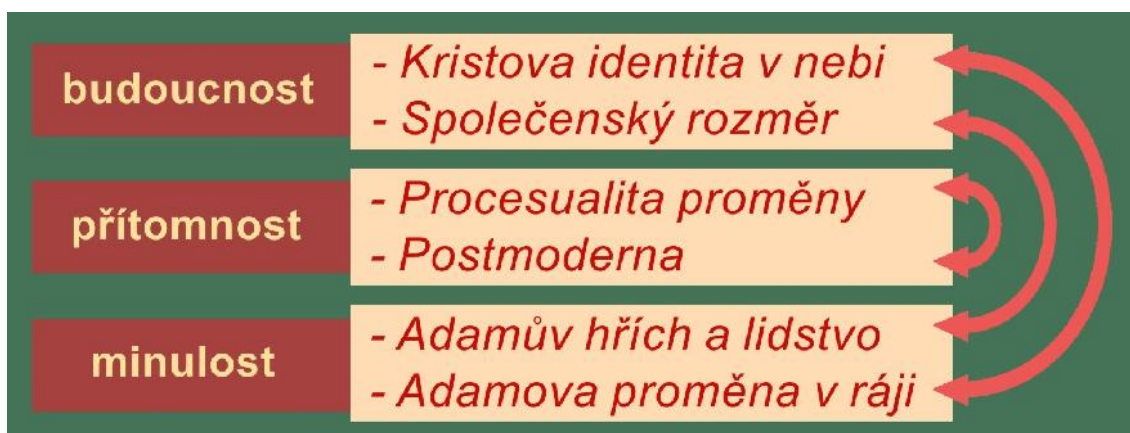 budoucnost
- Kristova identita v nebi
- Společenský rozměr
přítomnost
- Procesualita proměny
- Postmoderna
minulost
- Adamův hřích a lidstvo
- Adamova proměna v ráji